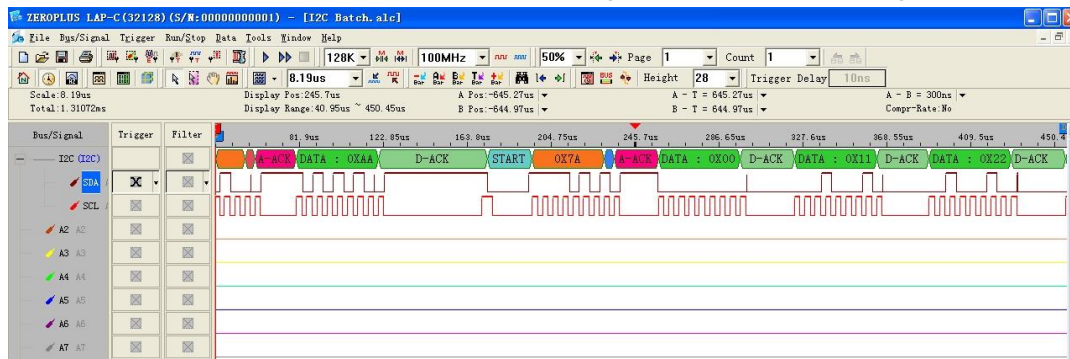 ZEROPLUS LAP-C(32128)(S/N:00000000001) - [I2C Batch.alc]
File Bus/Signal Trigger Run/Stop Data Tools Window Help
128K 100MHz 50% Page 1 Count 1
8.19us Height 28 Trigger Delay 10ns
Scale:8.19us Display Pos:245.7us A Pos:-645.27us A - T = 645.27us A - B = 300ns
Total:1.31072ms Display Range:40.95us ~ 450.45us B Pos:-644.97us B - T = 644.97us Compr-Rate:No
Bus/Signal Trigger Filter 81.9us 122.85us 163.8us 204.75us 245.7us 286.65us 327.6us 368.55us 409.5us 450.4
I2C (I2C) A-ACK DATA : 0XAA D-ACK START 0X7A A-ACK DATA : 0X00 D-ACK DATA : 0X11 D-ACK DATA : 0X22 D-ACK
SDA
SCL
A2 A2
A3 A3
A4 A4
A5 A5
A6 A6
A7 A7